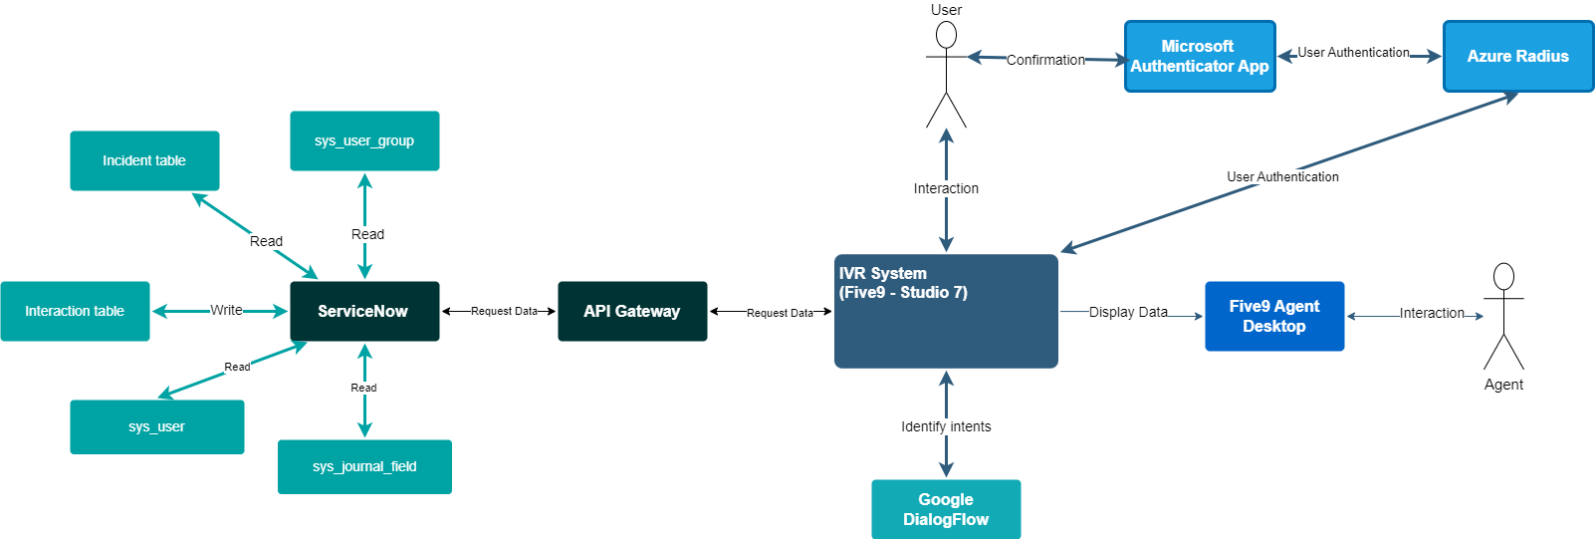 User
Confirmation
Microsoft
Authenticator App
User Authentication
Azure Radius
Incident table
sys_user_group
Interaction
User Authentication
Read
Read
IVR System
(Five9 - Studio 7)
Interaction table
Write
ServiceNow
Request Data
API Gateway
Request Data
Display Data
Five9 Agent
Desktop
Interaction
Agent
Read
Read
sys_user
sys_journal_field
Identify intents
Google
DialogFlow